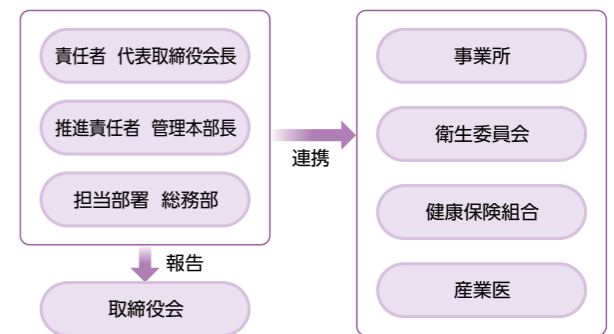 責任者 代表取締役会長
推進責任者 管理本部長
担当部署 総務部
報告
取締役会
連携
事業所
衛生委員会
健康保険組合
産業医